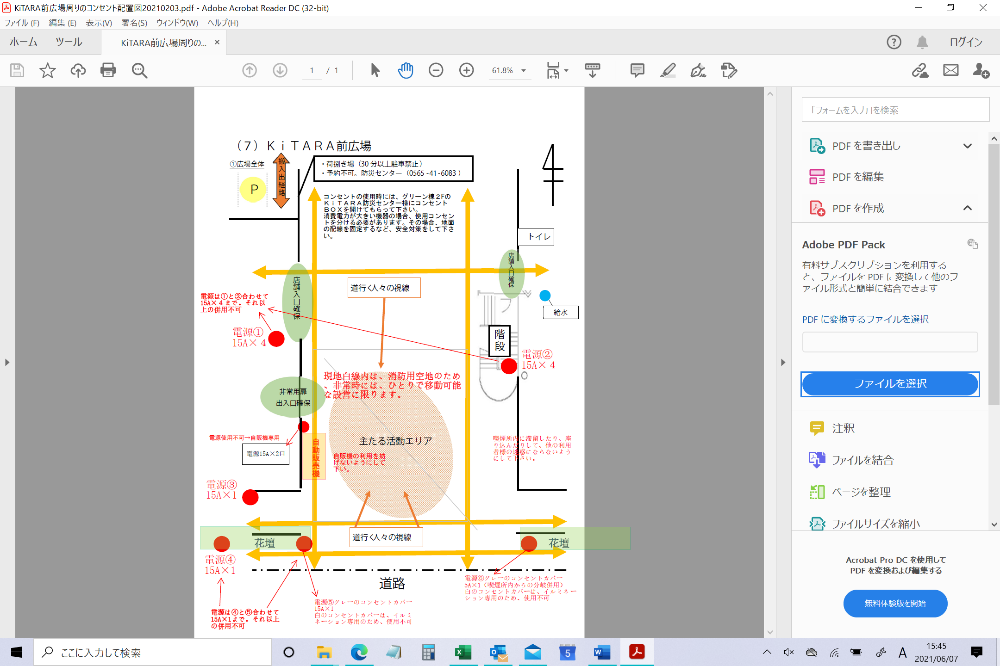 KiTARA前広場周りのコンセント配置図20210203.pdf - Adobe Acrobat Reader DC (32-bit)
ファイル (F) 編集 (E) 表示(V) 署名(S) ウィンドウ(W) ヘルプ(H)
ホーム ツール KiTARA前広場周りの... × ログイン
1 / 1 61.8%
（7）ＫｉＴＡＲＡ前広場
①広場全体
P
搬入出経路
・荷捌き場（30 分以上駐車禁止）
・予約不可。防災センター（0565 -41 -6083 ）
コンセントの使用時には、グリーン棟２Fの
ＫｉＴＡＲＡ防災センター様にコンセント
ＢＯＸを開けてもらって下さい。
消費電力が大きい機器の場合、使用コンセン
トを分ける必要があります。その場合、地面
の配線を固定するなど、安全対策をして下さ
い。
トイレ
店舗入口確保
店舗入口確保
道行く人々の視線
電源は①と②合わせて
15A×４まで。それ以
上の併用不可
給水
電源①
15A×４
階段
電源②
15A×４
現地白線内は、消防用空地のため
、非常時には、ひとりで移動可能
な設営に限ります。
非常用扉
出入口確保
電源使用不可→自販機専用
電源15A×2口
自動販売機
主たる活動エリア
自販機の利用を妨
げないようにして
下い。
喫煙所内に滞留したり、座
り込んだりして、他の利用
者様の迷惑にならないよう
にして下さい。
電源③
15A×1
花壇
道行く人々の視線
花壇
電源④
15A×1
道路
電源⑥グレーのコンセントカバー
5A×1（喫煙所内からの分岐併用）
白のコンセントカバーは、イルミネー
ション専用のため、使用不可
電源⑤グレーのコンセントカバー
15A×1
白のコンセントカバーは、イルミ
ネーション専用のため、使用不可
電源は④と⑤合わせて
15A×1まで。それ以上
の併用不可
「フォームを入力」を検索
PDF を書き出し
PDF を編集
PDF を作成
Adobe PDF Pack
有料サブスクリプションを利用する
と、ファイルを PDF に変換して他のフ
ァイル形式と簡単に結合できます
PDF に変換するファイルを選択
ファイルを選択
注釈
ファイルを結合
ページを整理
ファイルサイズを縮小
Acrobat Pro DC を使用して
PDF を変換および編集する
無料体験版を開始
ここに入力して検索
5
A
15:45
2021/06/07